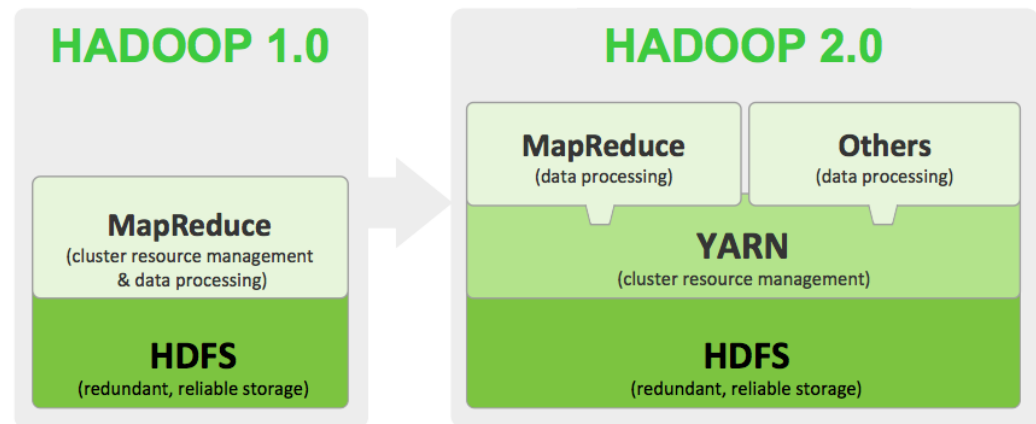 HADOOP 1.0
MapReduce
(cluster resource management
& data processing)
HDFS
(redundant, reliable storage)
HADOOP 2.0
MapReduce
(data processing)
Others
(data processing)
YARN
(cluster resource management)
HDFS
(redundant, reliable storage)